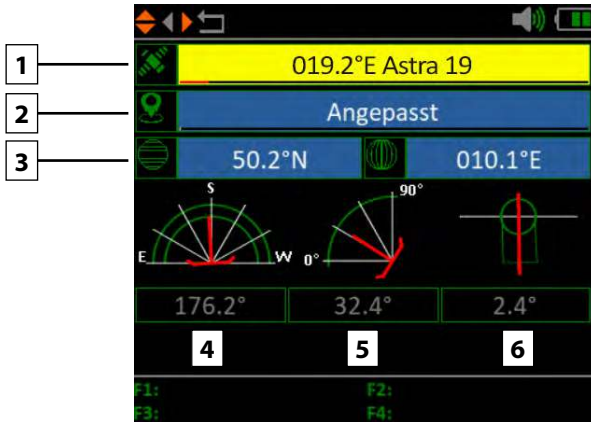 1
019.2°E Astra 19
2
Angepasst
3
50.2°N
010.1°E
S
E
W
90°
0°
176.2°
32.4°
2.4°
4
5
6
F1:
F2:
F3:
F4: